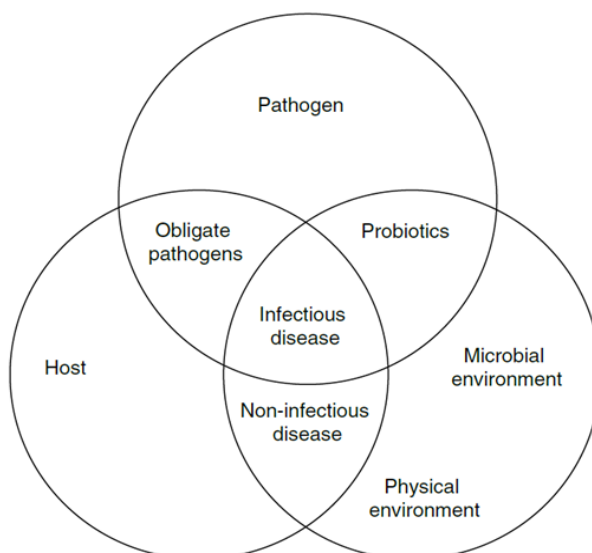 Pathogen
Obligate
pathogens
Probiotics
Infectious
disease
Host
Microbial
environment
Non-infectious
disease
Physical
environment